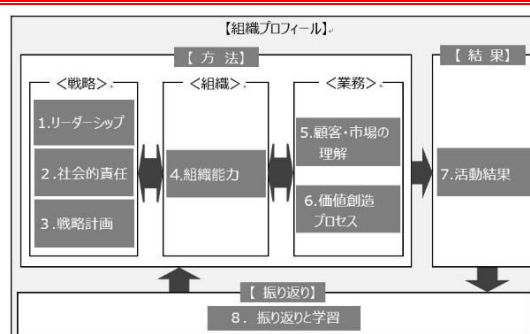 【組織プロフィール】
【 方 法】
【 結 果】
＜戦略＞
＜組織＞
＜業務＞
1.リーダーシップ
2.社会的責任
3.戦略計画
4.組織能力
5.顧客・市場の
理解
6.価値創造
プロセス
7.活動結果
【 振り返り】
8. 振り返りと学習